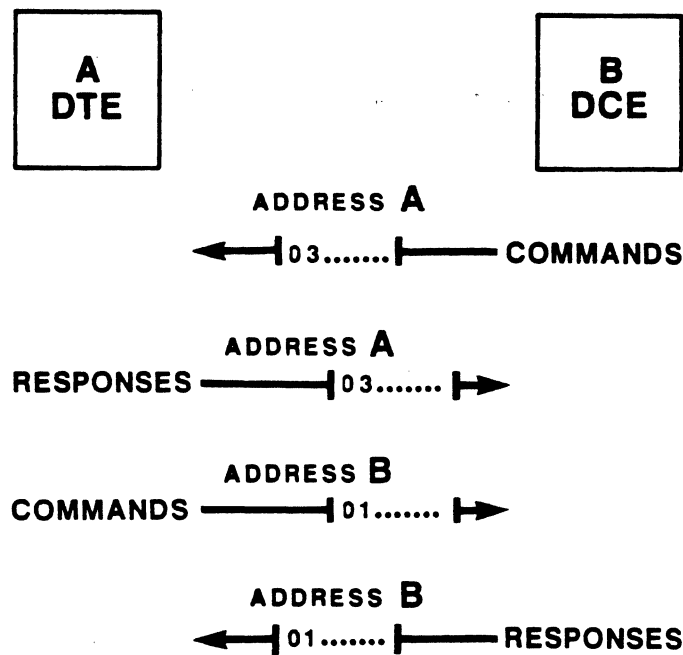 A
DTE
B
DCE
ADDRESS A
03....... COMMANDS
ADDRESS A
RESPONSES 03.......
ADDRESS B
COMMANDS 01.......
ADDRESS B
01....... RESPONSES